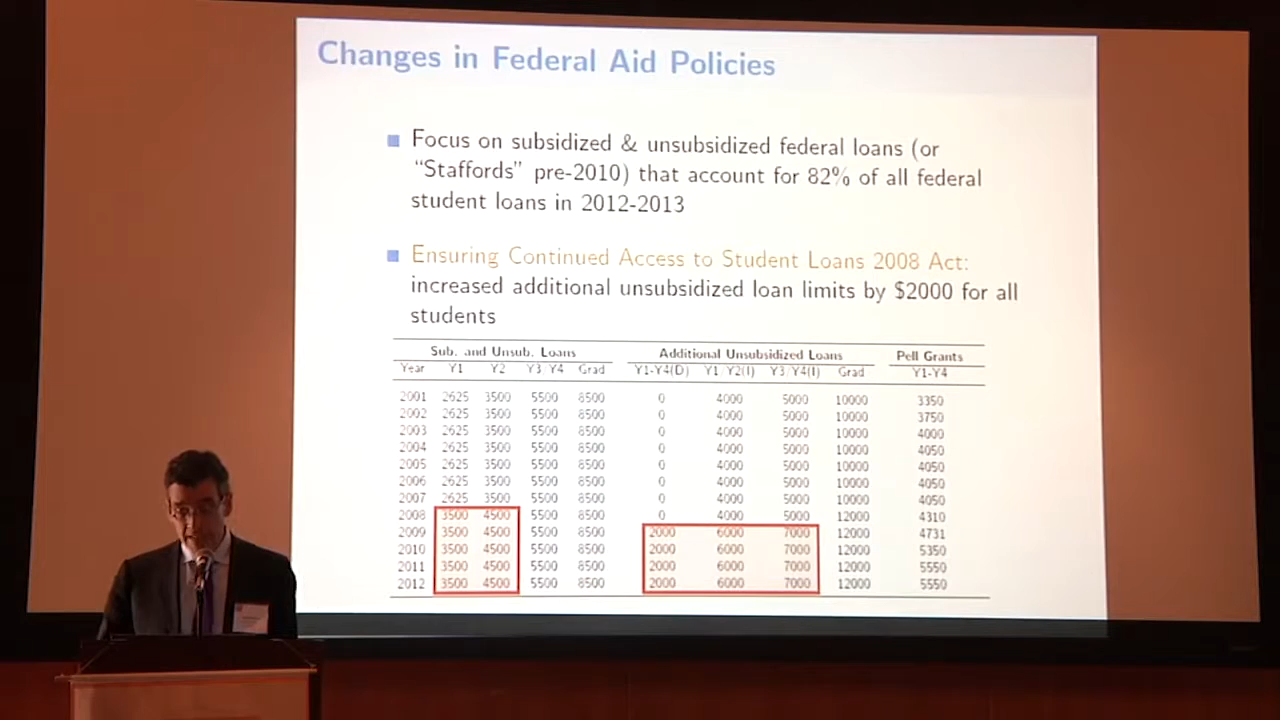 Changes in Federal Aid Policies
Focus on subsidized & unsubsidized federal loans (or
“Staffords” pre-2010) that account for 82% of all federal
student loans in 2012-2013
Ensuring Continued Access to Student Loans 2008 Act:
increased additional unsubsidized loan limits by $2000 for all
students
Sub. and Unsub. Loans Additional Unsubsidized Loans Pell Grants
Year Y1 Y2 Y3 Y4 Grad Y1-Y4(D) Y1 Y2(I) Y3/Y4(I) Grad Y1-Y4
2001 2625 3500 5500 8500 0 4000 5000 10000 3350
2002 2625 3500 5500 8500 0 4000 5000 10000 3750
2003 2625 3500 5500 8500 0 4000 5000 10000 4000
2004 2625 3500 5500 8500 0 4000 5000 10000 4050
2005 2625 3500 5500 8500 0 4000 5000 10000 4050
2006 2625 3500 5500 8500 0 4000 5000 10000 4050
2007 2625 3500 5500 8500 0 4000 5000 10000 4050
2008 3500 4500 5500 8500 0 4000 5000 12000 4310
2009 3500 4500 5500 8500 2000 6000 7000 12000 4731
2010 3500 4500 5500 8500 2000 6000 7000 12000 5350
2011 3500 4500 5500 8500 2000 6000 7000 12000 5550
2012 3500 4500 5500 8500 2000 6000 7000 12000 5550